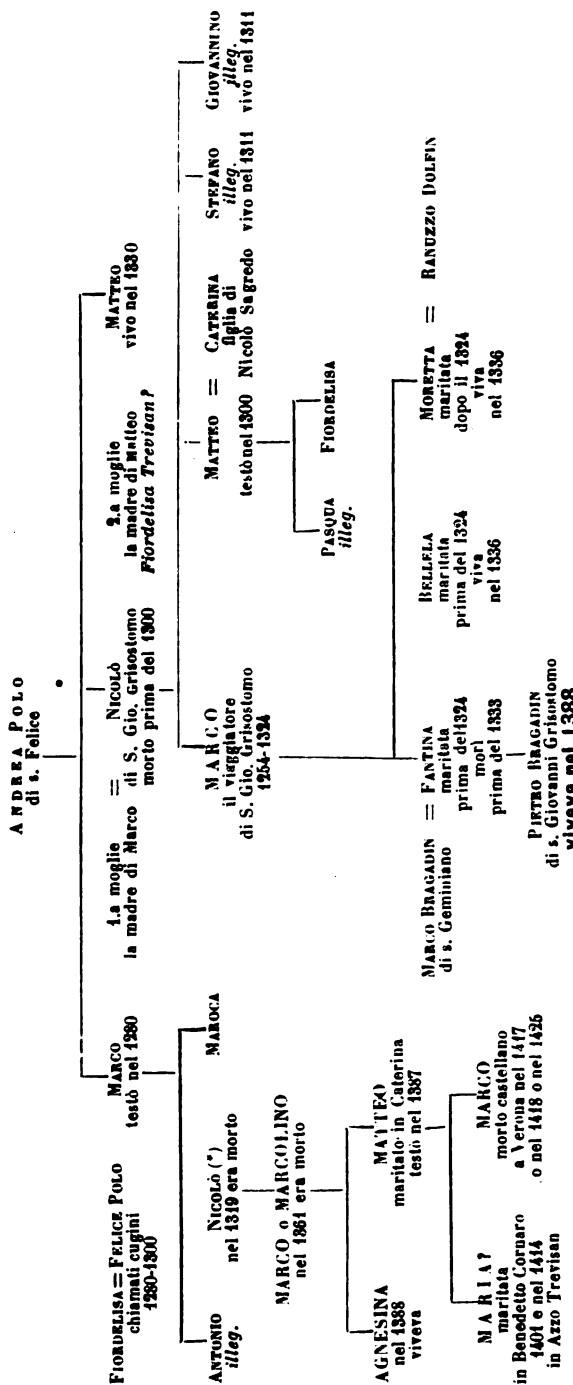 ANDREA POLO
di s. Felice
FIORDELISA = FELICE POLO
chiamati cugini
1280-1300
MARCO
testò nel 1280
1.a moglie
la madre di Marco
=
NICOLÒ
di S. Gio. Grisostomo
morto prima del 1300
2.a moglie
la madre di Matteo
Fiordelisa Trevisan?
MATTEO
vivo nel 1330
ANTONIO
illeg.
NICOLÒ (*)
nel 1319 era morto
MAROCA
MARCO
il viaggiatore
di S. Gio. Grisostomo
1254-1324
MATTEO
testò nel 1300
=
CATERINA
figlia di
Nicolò Sagredo
STEFANO
illeg.
vivo nel 1311
GIOVANNINO
illeg.
vivo nel 1311
MARCO o MARCOLINO
nel 1361 era morto
PASQUA
illeg.
FIORDELISA
AGNESINA
nel 1388
viveva
MATTEO
maritato in Caterina
testò nel 1387
MARCO BRAGADIN
di s. Geminiano
=
FANTINA
maritata
prima del 1324
morì
prima del 1333
BELLELA
maritata
prima del 1324
viva
nel 1336
MORETTA
maritata
dopo il 1324
viva
nel 1336
=
RANUZZO DOLFIN
MARIA?
maritata
in Benedetto Cornaro
1401 e nel 1414
in Azzo Trevisan
MARCO
morto castellano
a Verona nel 1417
o nel 1418 o nel 1425
PIETRO BRAGADIN
di s. Giovanni Grisostomo
viveva nel 1388